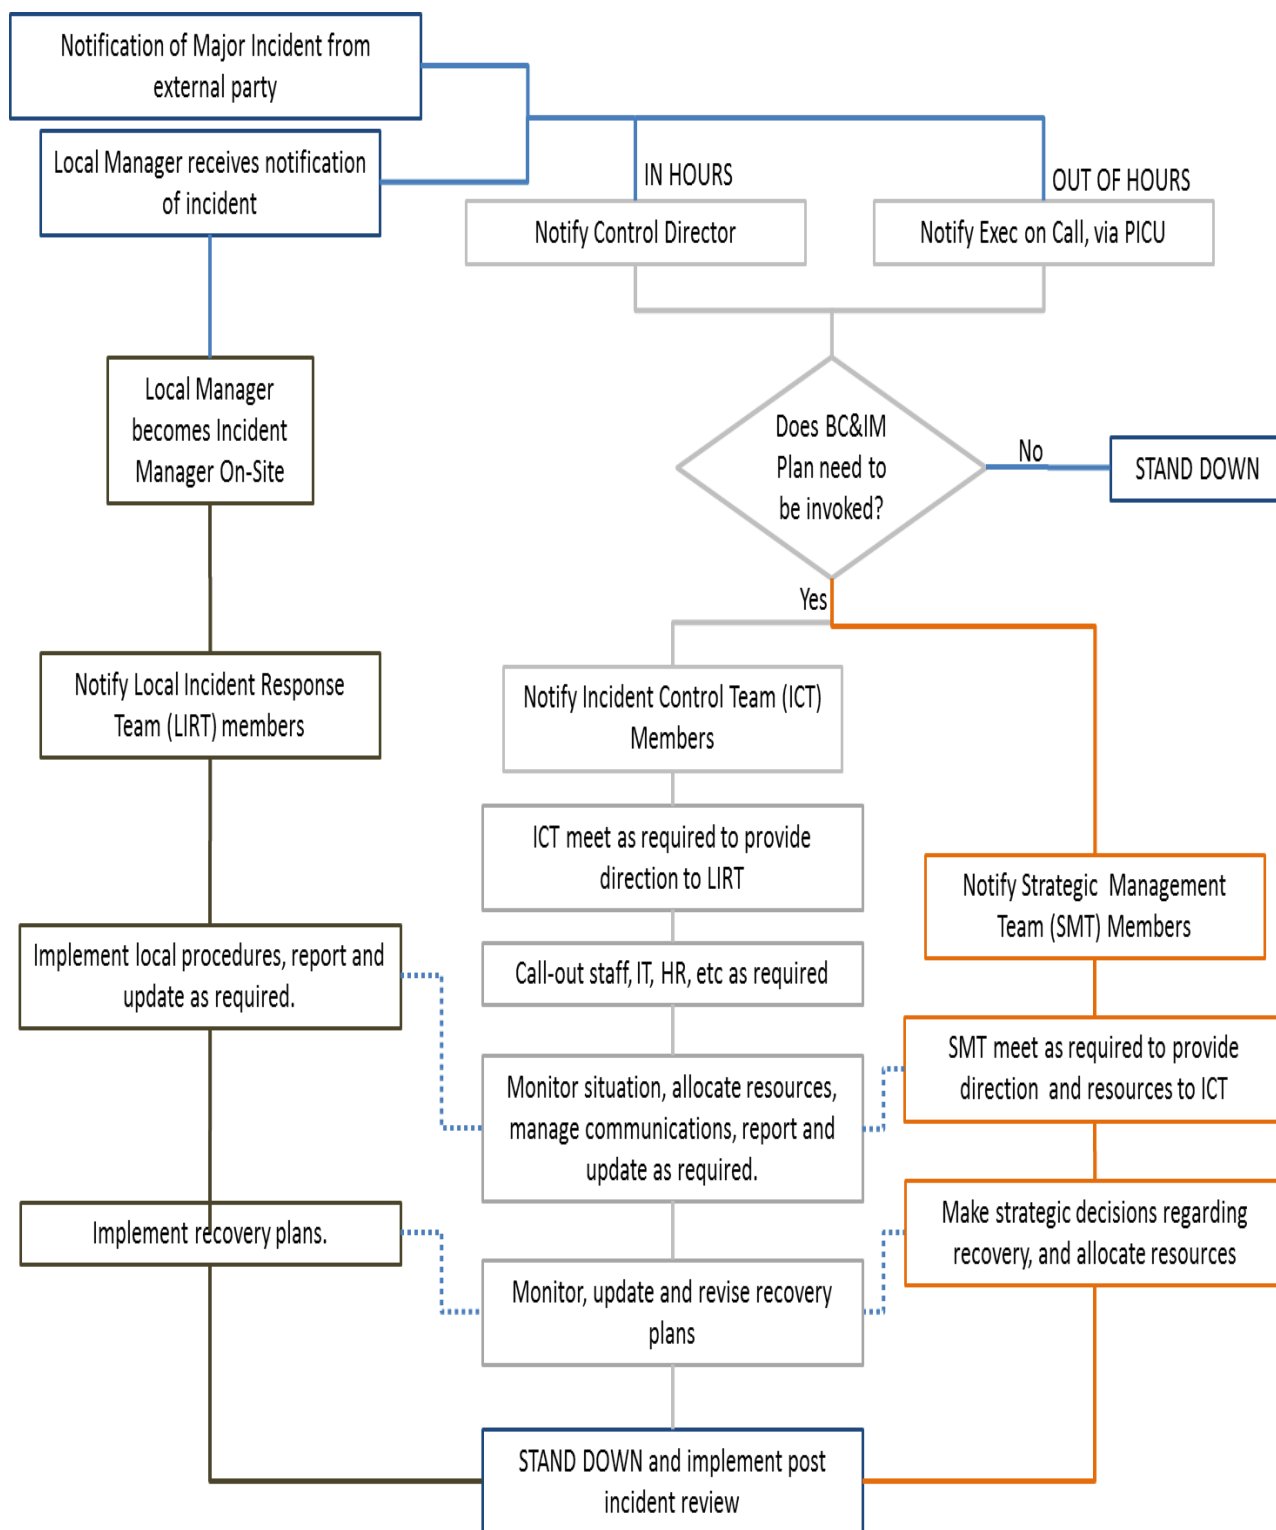 Notification of Major Incident from
external party
Local Manager receives notification
of incident
IN HOURS
OUT OF HOURS
Notify Control Director
Notify Exec on Call, via PICU
Local Manager
becomes Incident
Manager On-Site
Does BC&IM
Plan need to
be invoked?
No
STAND DOWN
Yes
Notify Local Incident Response
Team (LIRT) members
Notify Incident Control Team (ICT)
Members
ICT meet as required to provide
direction to LIRT
Notify Strategic Management
Team (SMT) Members
Implement local procedures, report and
update as required.
Call-out staff, IT, HR, etc as required
SMT meet as required to provide
direction and resources to ICT
Monitor situation, allocate resources,
manage communications, report and
update as required.
Implement recovery plans.
Make strategic decisions regarding
recovery, and allocate resources
Monitor, update and revise recovery
plans
STAND DOWN and implement post
incident review